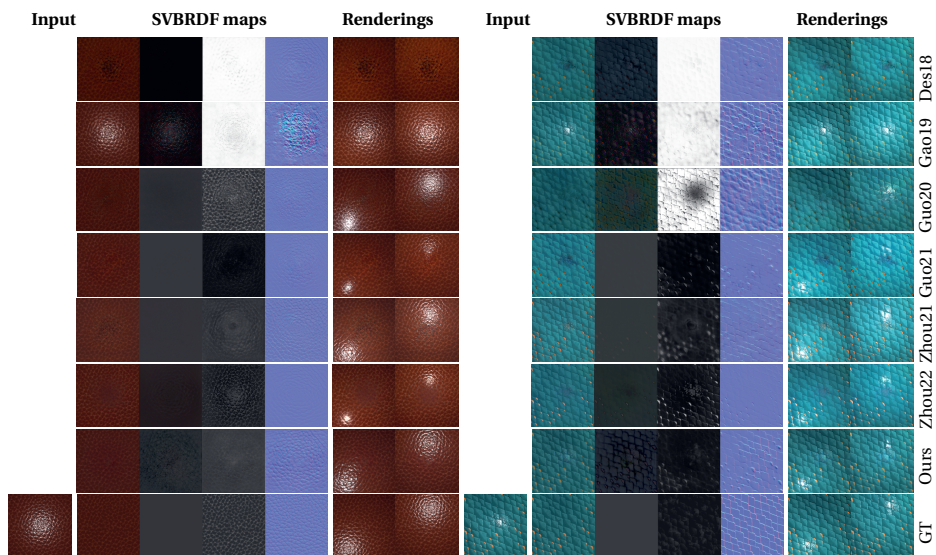 Input SVBRDF maps Renderings Input SVBRDF maps Renderings
Des18
Gao19
Guo20
Guo21
Zhou21
Zhou22
Ours
GT